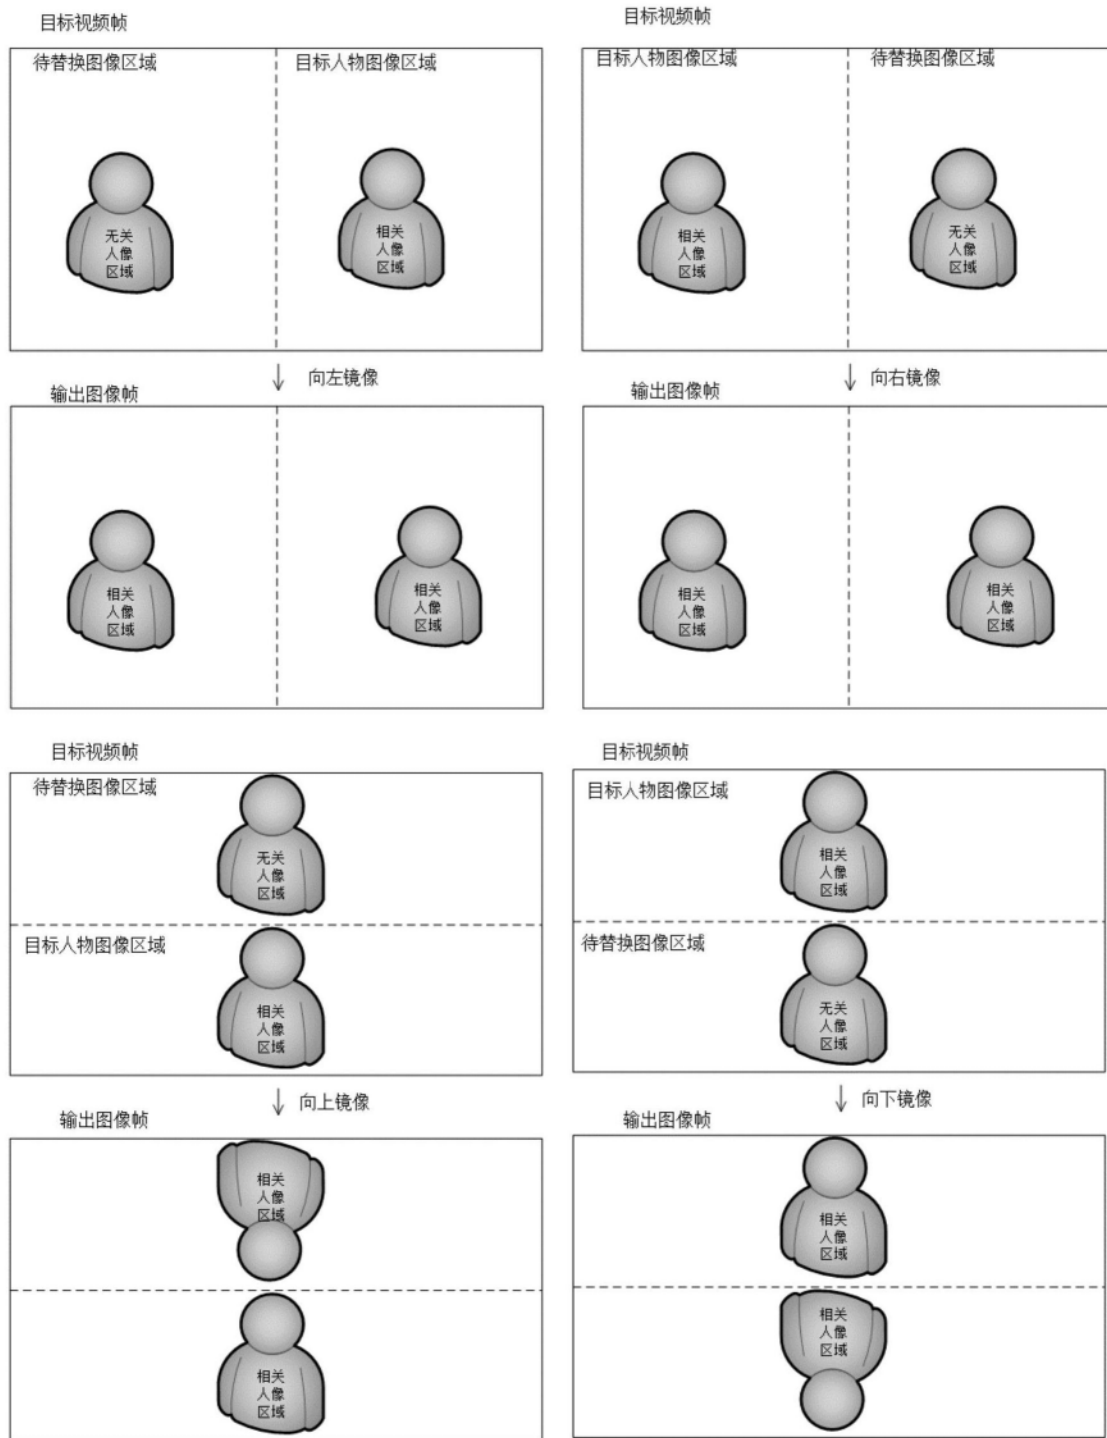 目标视频帧
待替换图像区域
目标人物图像区域
无关
人像
区域
相关
人像
区域
向左镜像
输出图像帧
相关
人像
区域
相关
人像
区域
目标视频帧
目标人物图像区域
待替换图像区域
相关
人像
区域
无关
人像
区域
向右镜像
输出图像帧
相关
人像
区域
相关
人像
区域
目标视频帧
待替换图像区域
无关
人像
区域
目标人物图像区域
相关
人像
区域
向上镜像
输出图像帧
相关
人像
区域
相关
人像
区域
目标视频帧
目标人物图像区域
相关
人像
区域
待替换图像区域
无关
人像
区域
向下镜像
输出图像帧
相关
人像
区域
相关
人像
区域